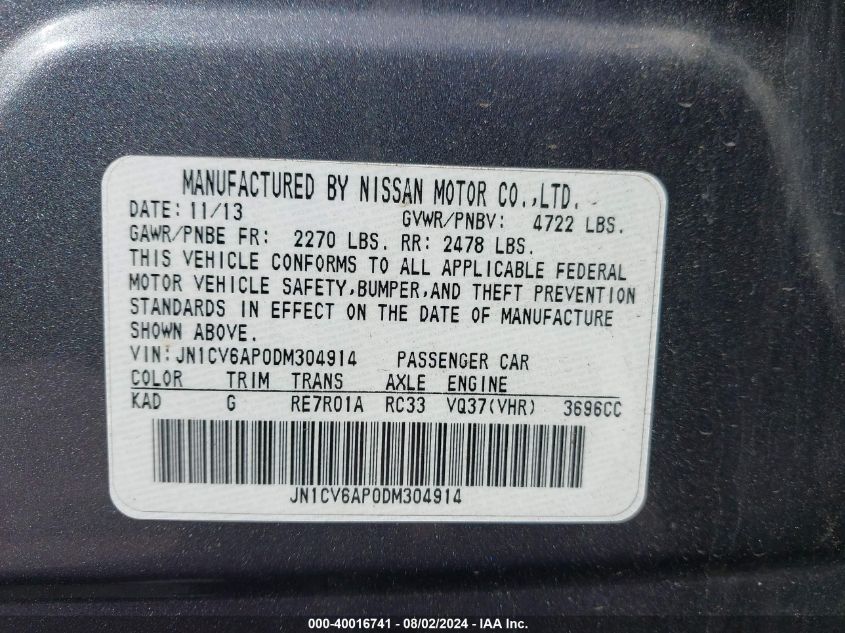 MANUFACTURED BY NISSAN MOTOR CO.,LTD.
DATE: 11/13 GVWR/PNBV: 4722 LBS.
GAWR/PNBE FR: 2270 LBS. RR: 2478 LBS.
THIS VEHICLE CONFORMS TO ALL APPLICABLE FEDERAL
MOTOR VEHICLE SAFETY,BUMPER,AND THEFT PREVENTION
STANDARDS IN EFFECT ON THE DATE OF MANUFACTURE
SHOWN ABOVE.
VIN:JN1CV6AP0DM304914 PASSENGER CAR
COLOR TRIM TRANS AXLE ENGINE
KAD G RE7R01A RC33 VQ37(VHR) 3696CC
JN1CV6AP0DM304914
000-40016741 - 08/02/2024 - IAA Inc.